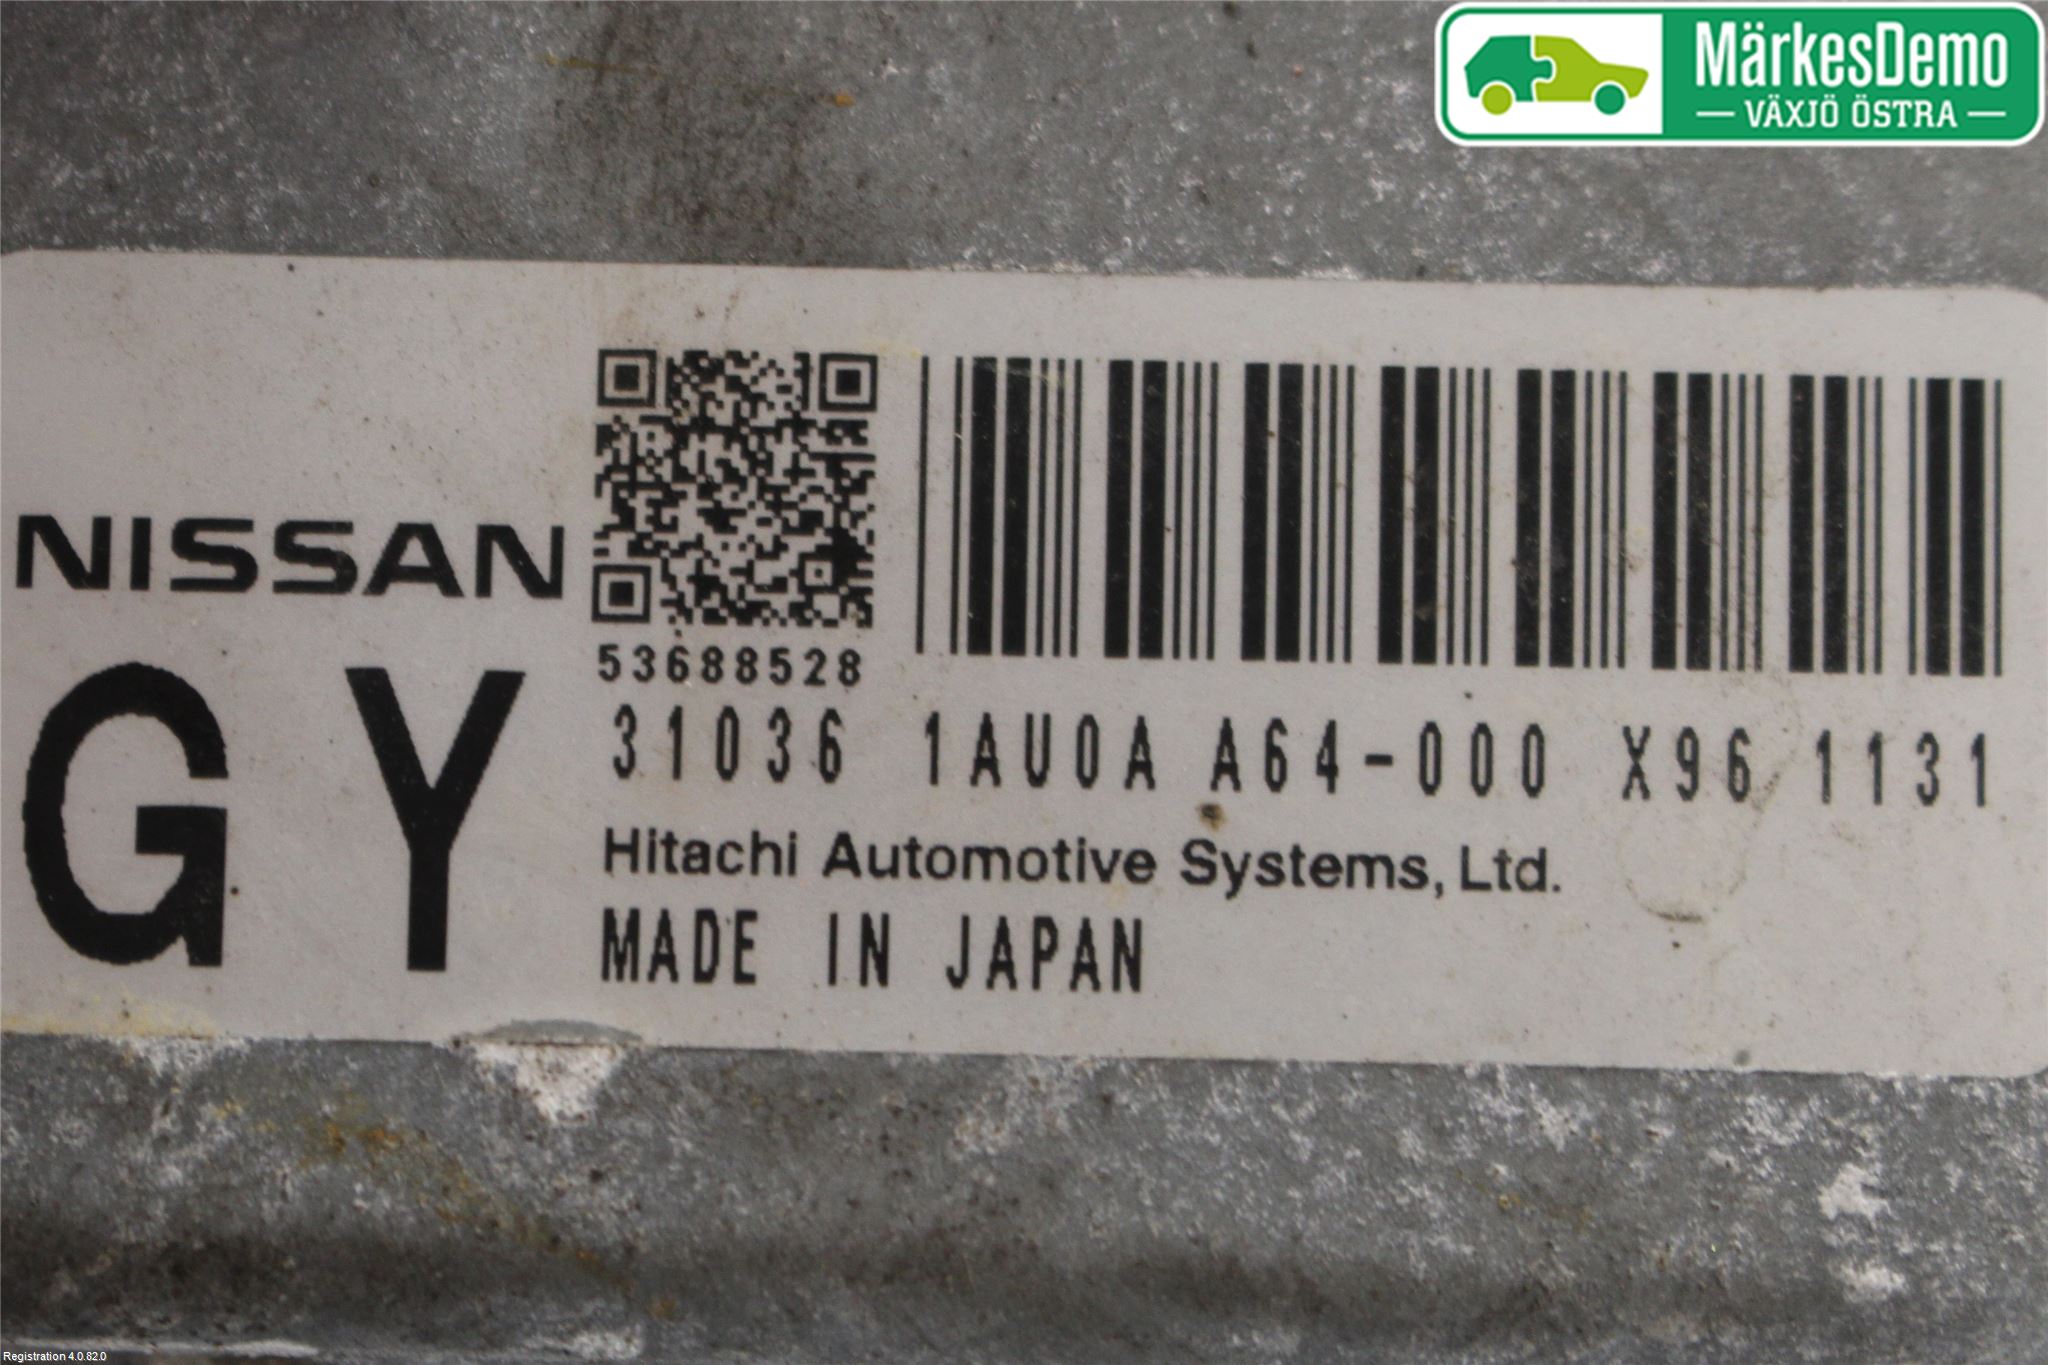 MärkesDemo
VÄXJÖ ÖSTRA
NISSAN
GY
53688528
31036 1AU0A A64-000 X96 1131
Hitachi Automotive Systems, Ltd.
MADE IN JAPAN
Registration 4.0.82.0